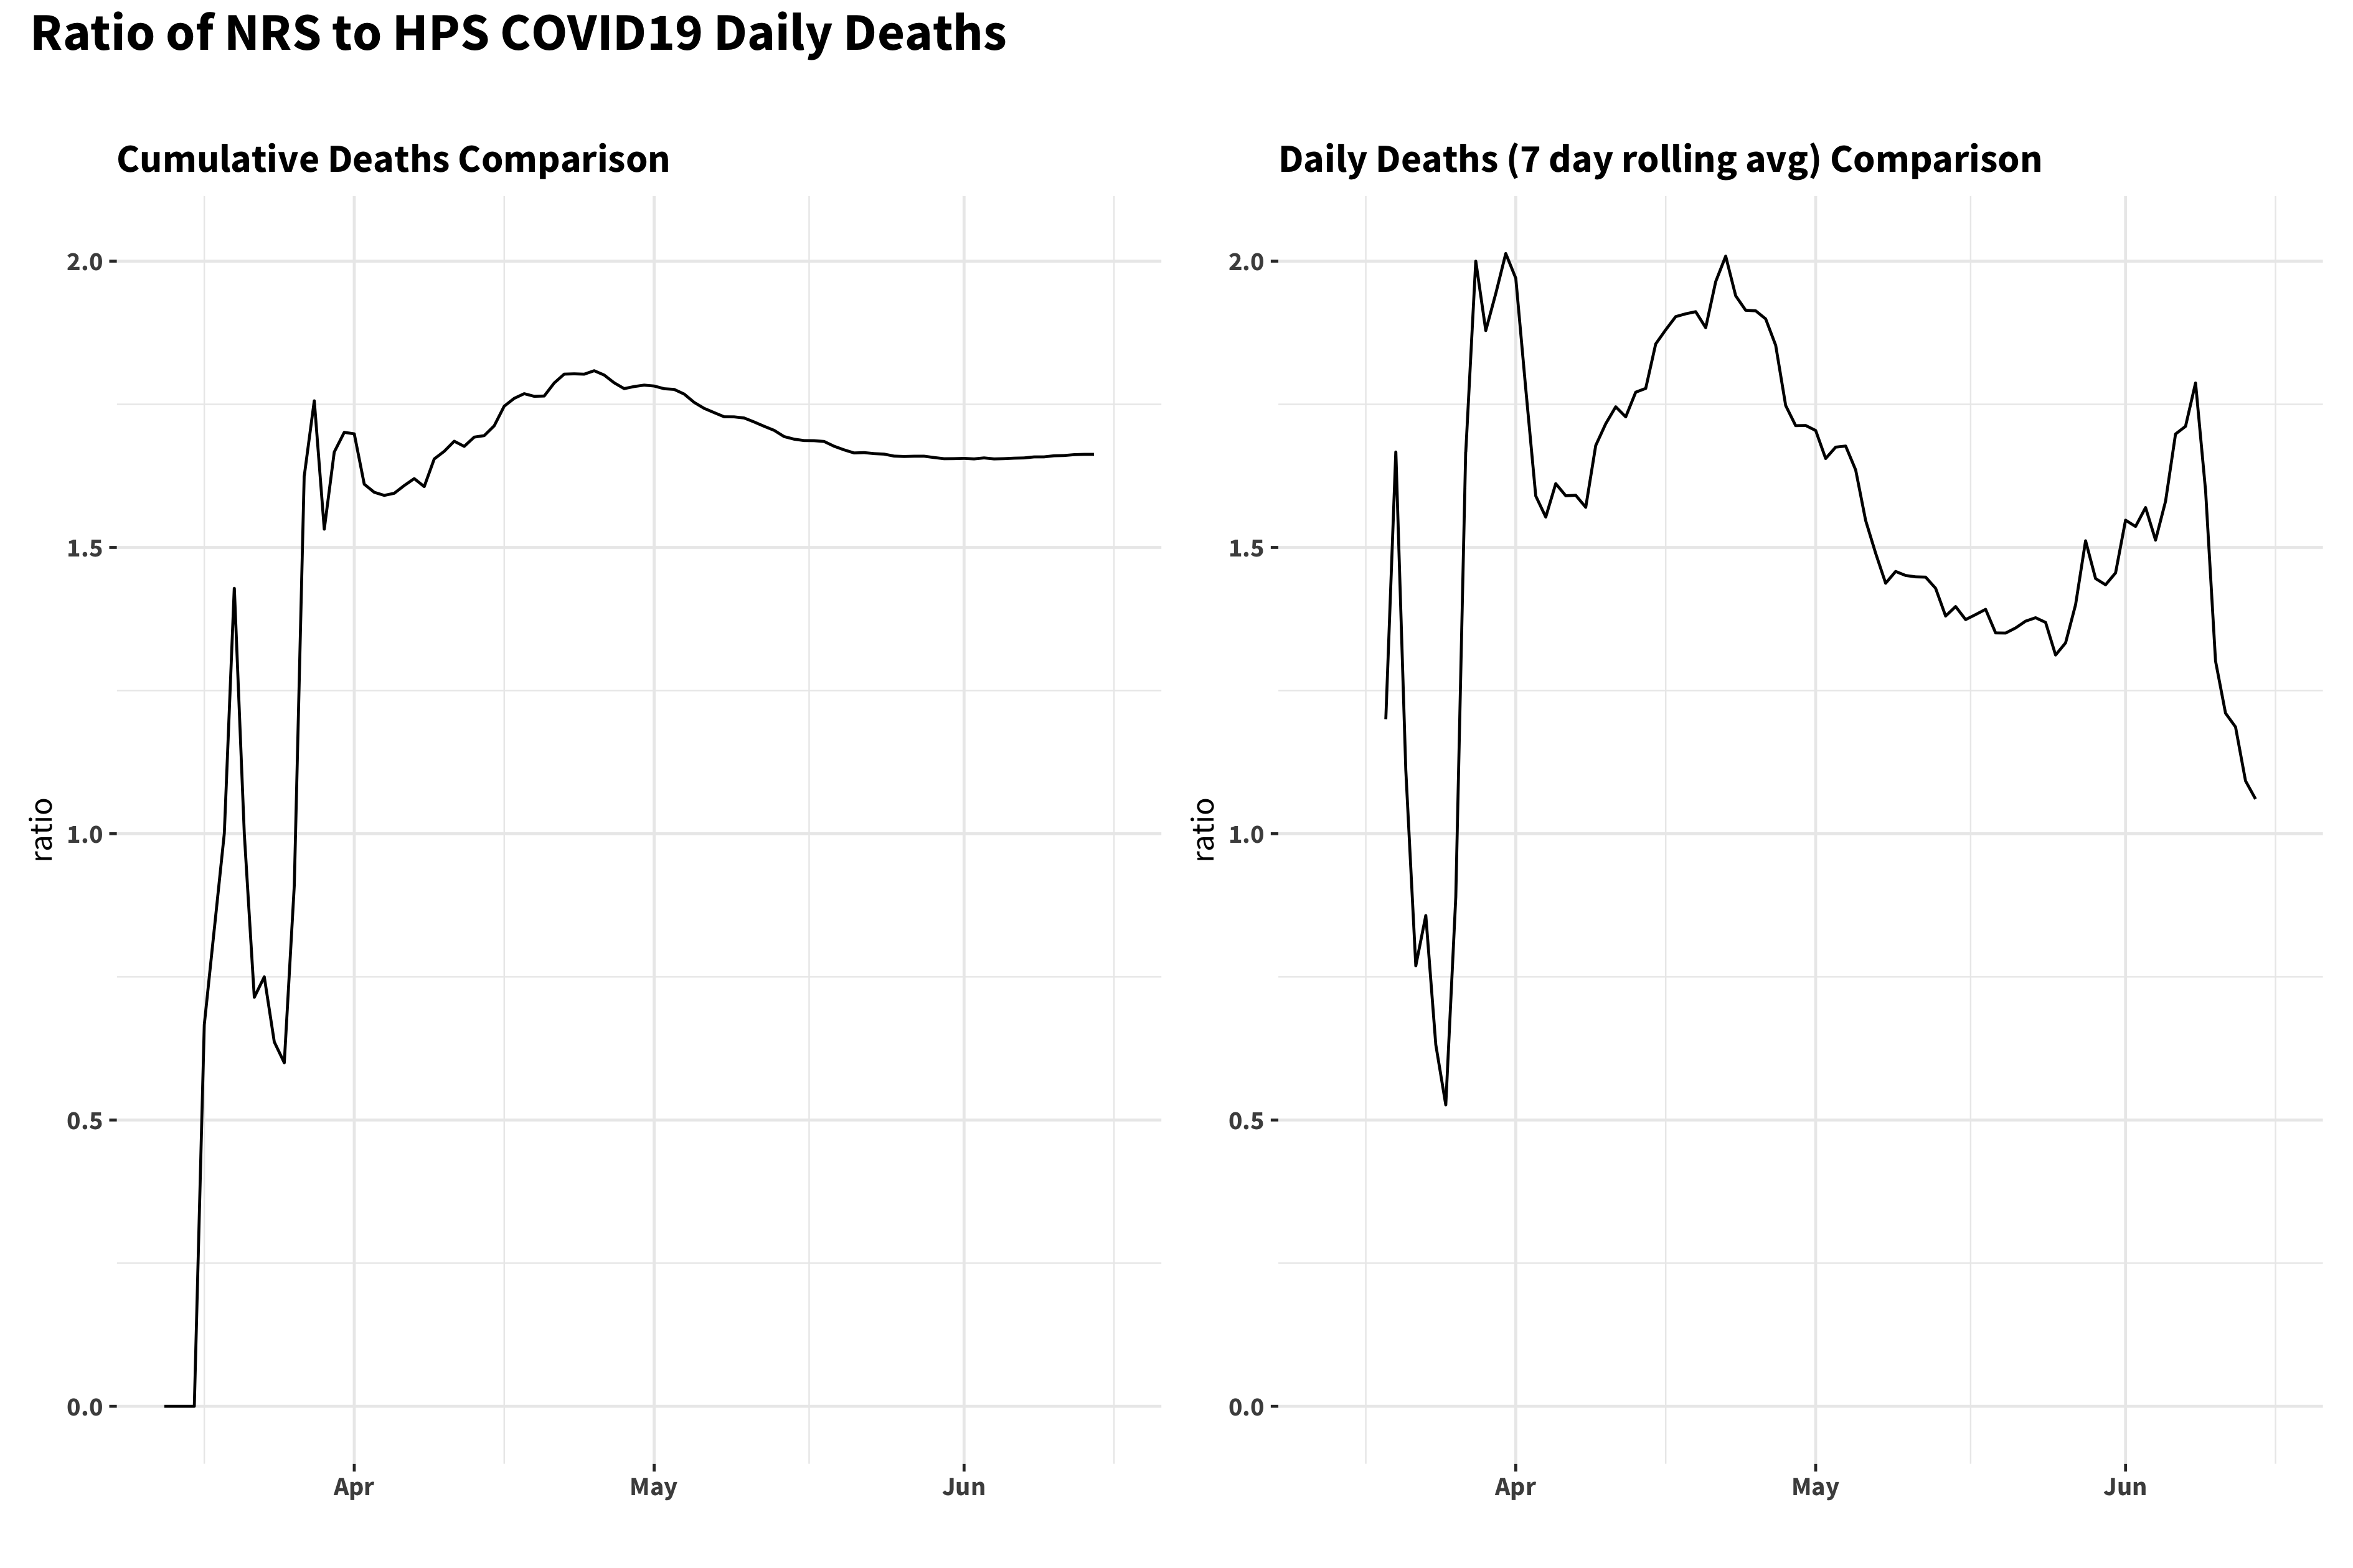 Ratio of NRS to HPS COVID19 Daily Deaths
Cumulative Deaths Comparison
2.0
1.5
1.0
0.5
0.0
ratio
Apr May Jun
Daily Deaths (7 day rolling avg) Comparison
2.0
1.5
1.0
0.5
0.0
ratio
Apr May Jun